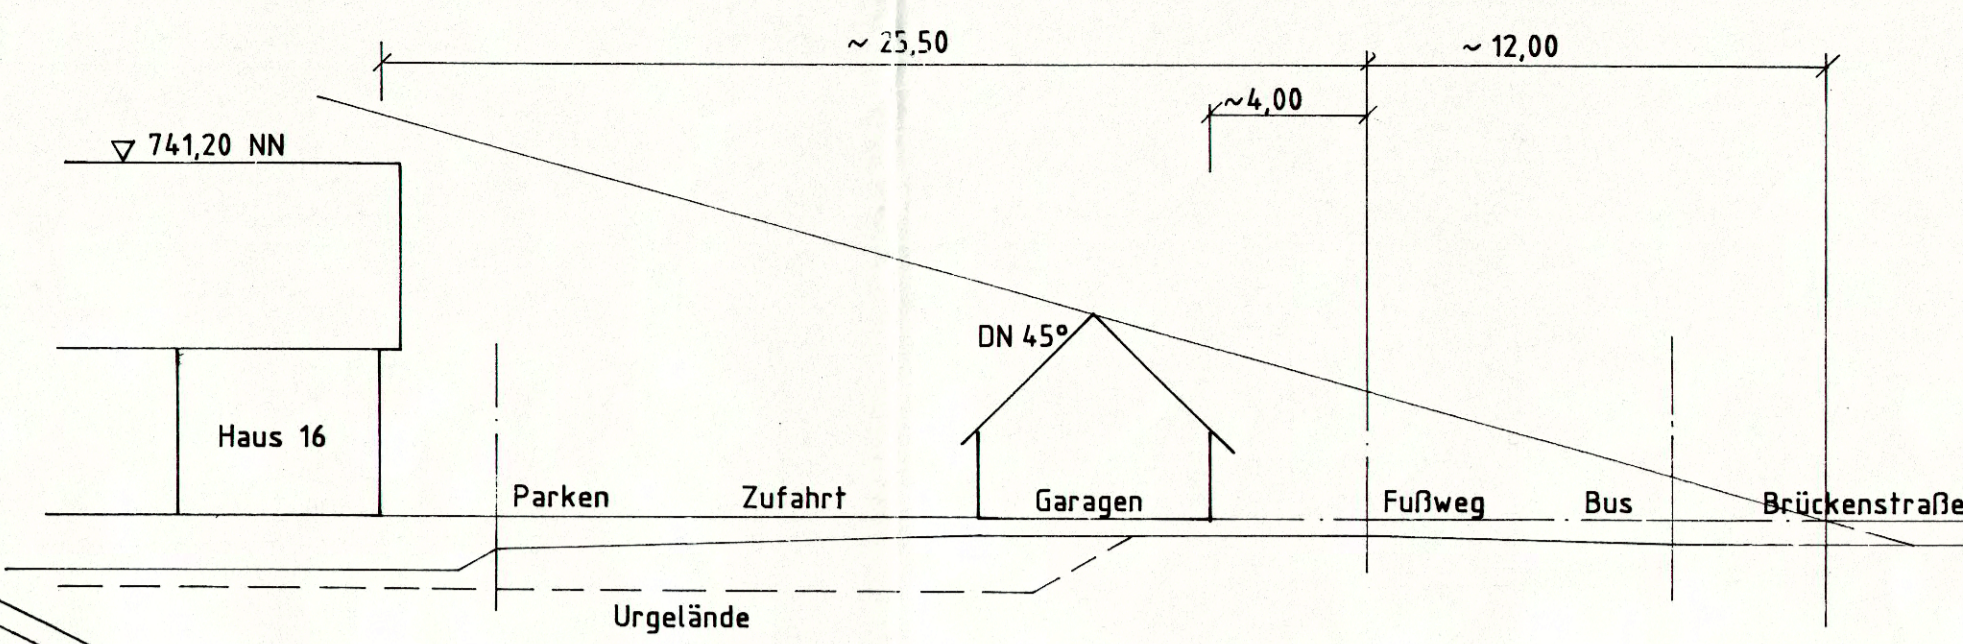 ~ 25,50
~ 12,00
~4,00
741,20 NN
DN 45°
Haus 16
Parken
Zufahrt
Garagen
Fußweg
Bus
Brückenstraße
Urgelände